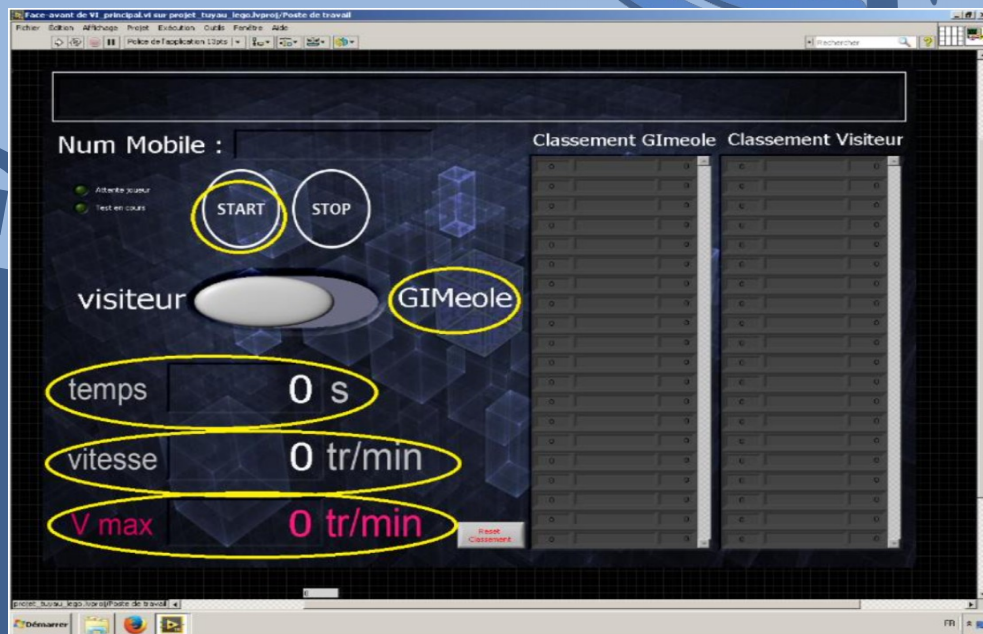 Face-avant de VI_principal.vi sur projet_tuyau_lego.lvproj/Poste de travail
Fichier Edition Affichage Projet Exécution Outils Fenêtre Aide
Police de l'application 13pts
Rechercher
Num Mobile :
Classement GImeole Classement Visiteur
Attente joueur
Test en cours
START STOP
visiteur GIMeole
temps 0 s
vitesse 0 tr/min
V max 0 tr/min
Reset
Classement
projet_tuyau_lego.lvproj/Poste de travail
Démarrer
FR